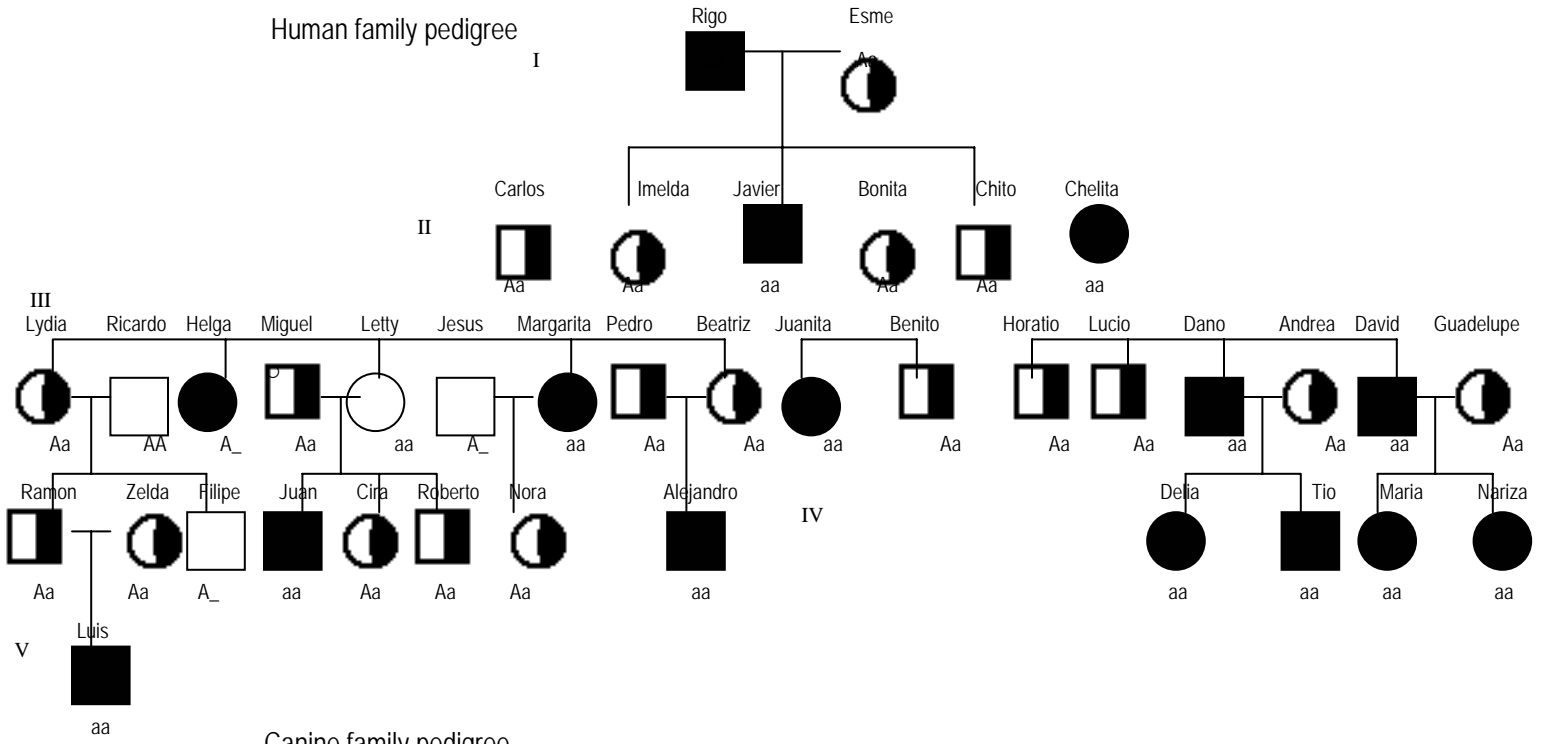 Rigo Esme
Human family pedigree
I
Aa
Carlos Imelda Javier Bonita Chito Chelita
II
Aa Aa aa Aa Aa aa
III
Lydia Ricardo Helga Miguel Letty Jesus Margarita Pedro Beatriz Juanita Benito Horatio Lucio Dano Andrea David Guadelupe
Aa AA A_ Aa aa A_ aa Aa Aa aa Aa Aa Aa aa Aa aa Aa
Ramon Zelda Filipe Juan Cira Roberto Nora Alejandro Delia Tio Maria Nariza
IV
Aa Aa A_ aa Aa Aa Aa aa aa aa aa aa
Luis
V
aa
Canine family pedigree